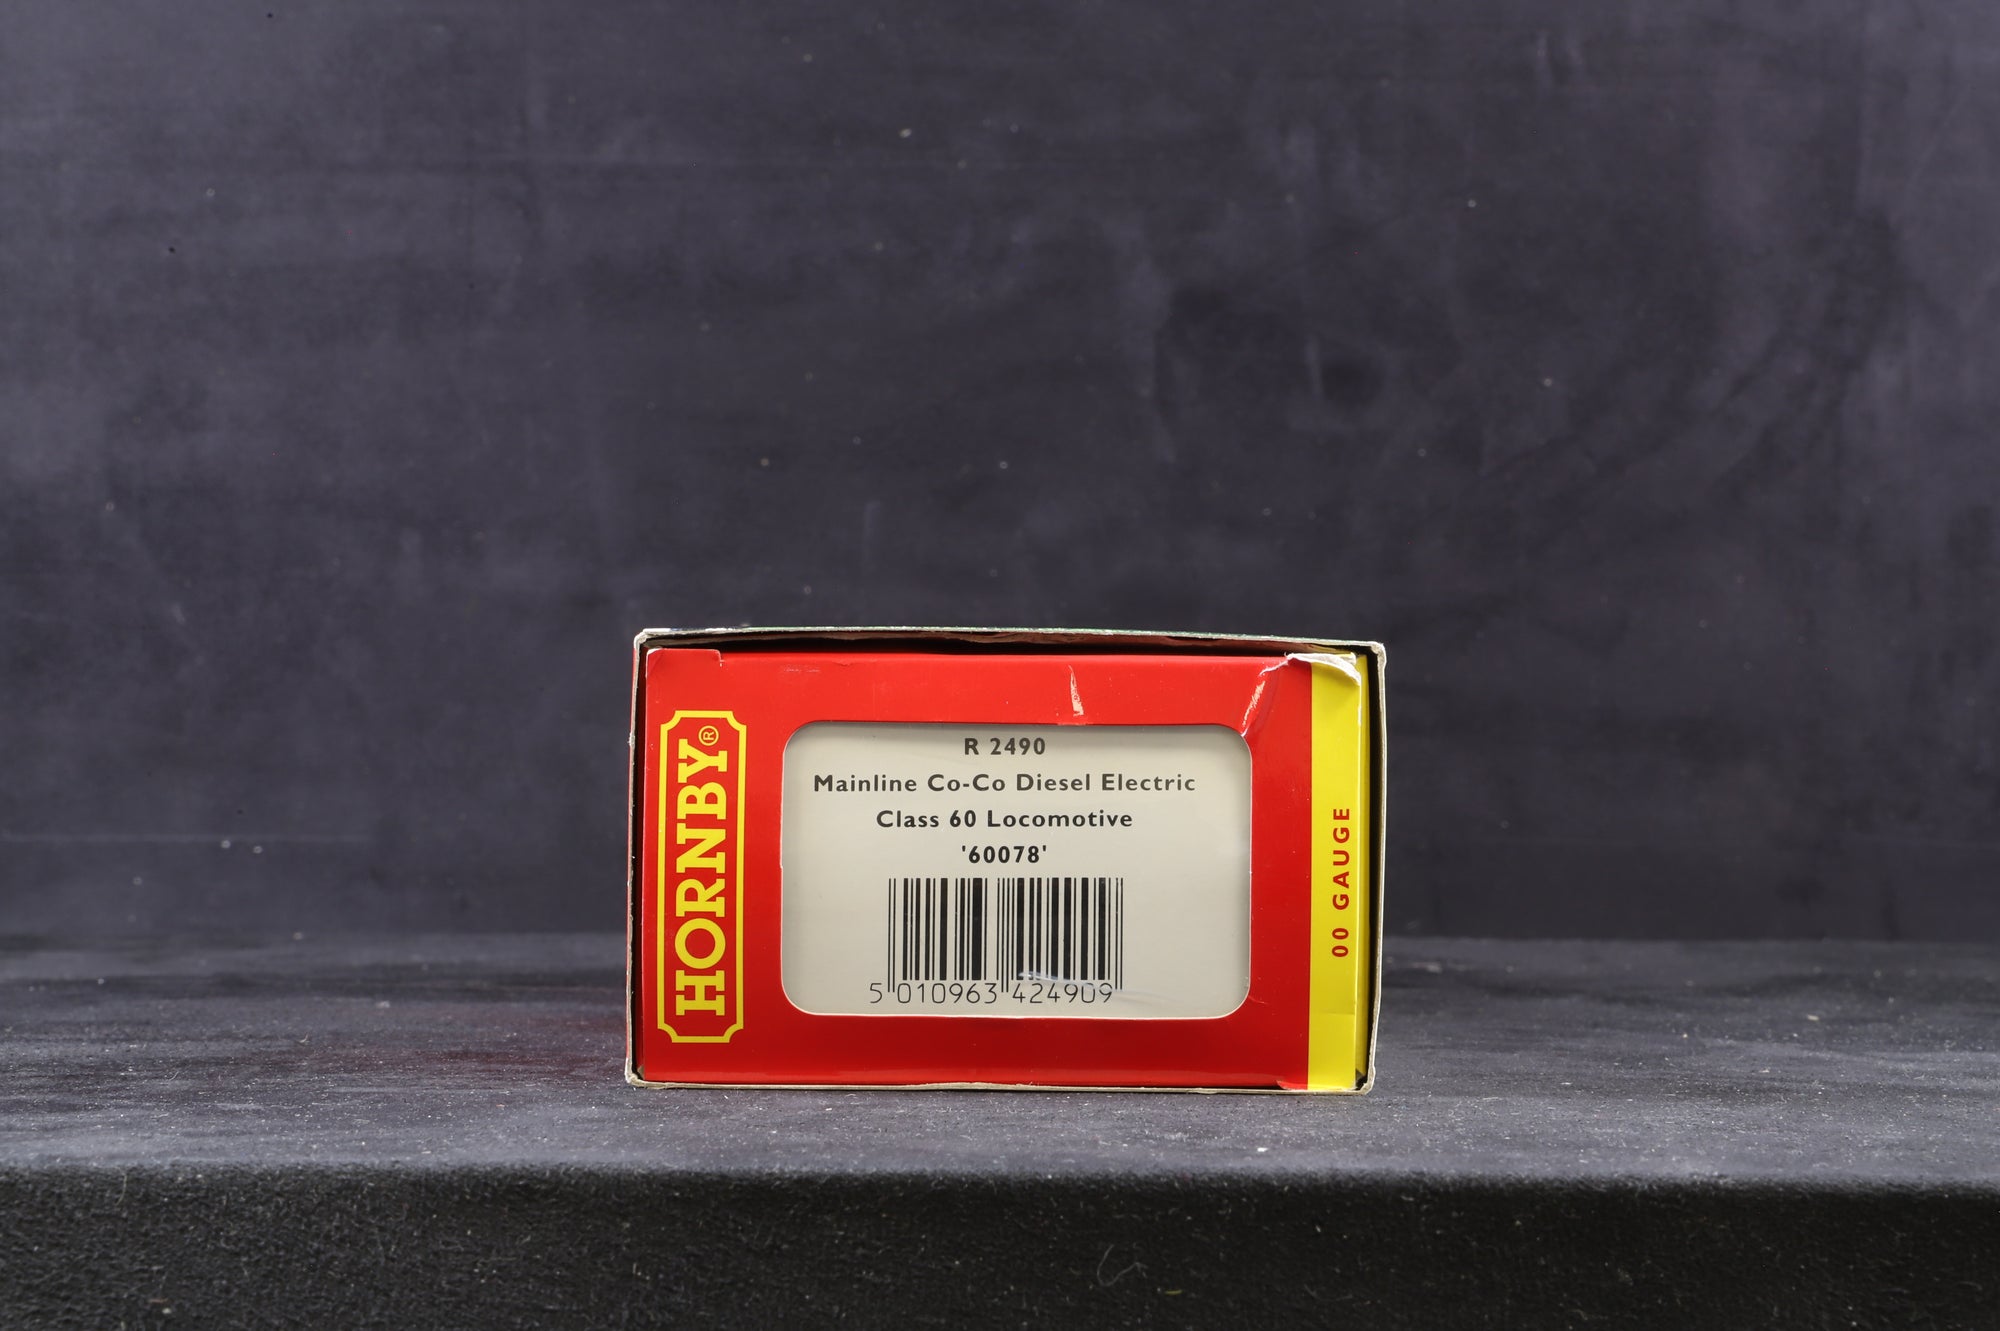 HORNBY®
R 2490
Mainline Co-Co Diesel Electric
Class 60 Locomotive
'60078'
5 010963 424909
00 GAUGE